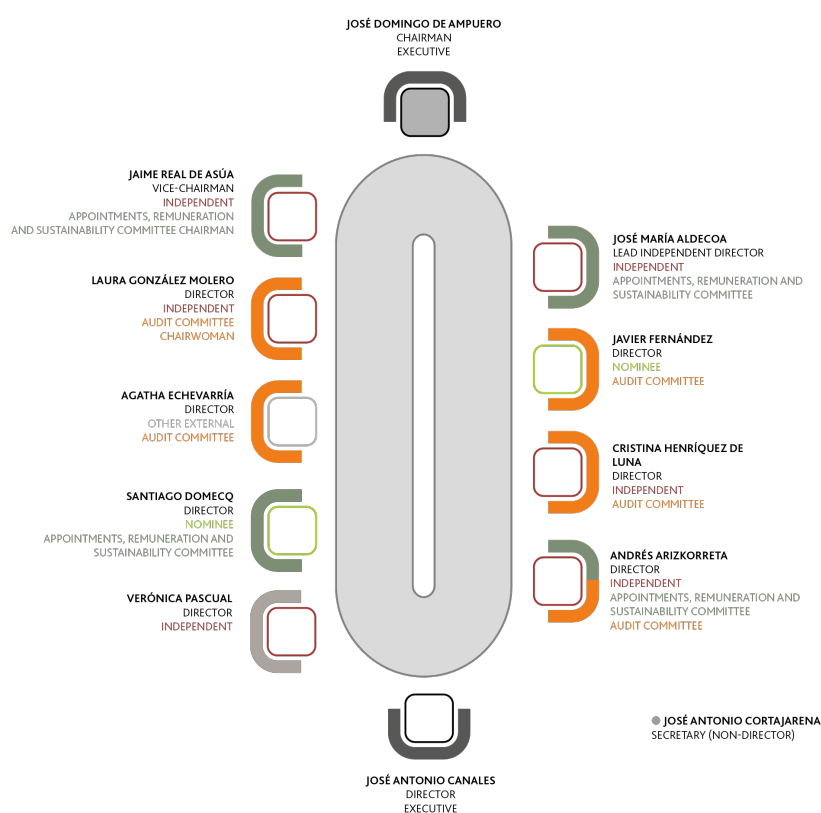 JOSÉ DOMINGO DE AMPUERO
CHAIRMAN
EXECUTIVE
JAIME REAL DE ASÚA
VICE-CHAIRMAN
INDEPENDENT
APPOINTMENTS, REMUNERATION
AND SUSTAINABILITY COMMITTEE CHAIRMAN
LAURA GONZÁLEZ MOLERO
DIRECTOR
INDEPENDENT
AUDIT COMMITTEE
CHAIRWOMAN
AGATHA ECHEVARRÍA
DIRECTOR
OTHER EXTERNAL
AUDIT COMMITTEE
SANTIAGO DOMECQ
DIRECTOR
NOMINEE
APPOINTMENTS, REMUNERATION AND
SUSTAINABILITY COMMITTEE
VERÓNICA PASCUAL
DIRECTOR
INDEPENDENT
JOSÉ MARÍA ALDECOA
LEAD INDEPENDENT DIRECTOR
INDEPENDENT
APPOINTMENTS, REMUNERATION AND
SUSTAINABILITY COMMITTEE
JAVIER FERNÁNDEZ
DIRECTOR
NOMINEE
AUDIT COMMITTEE
CRISTINA HENRÍQUEZ DE
LUNA
DIRECTOR
INDEPENDENT
AUDIT COMMITTEE
ANDRÉS ARIZKORRETA
DIRECTOR
INDEPENDENT
APPOINTMENTS, REMUNERATION AND
SUSTAINABILITY COMMITTEE
AUDIT COMMITTEE
JOSÉ ANTONIO CORTAJARENA
SECRETARY (NON-DIRECTOR)
JOSÉ ANTONIO CANALES
DIRECTOR
EXECUTIVE